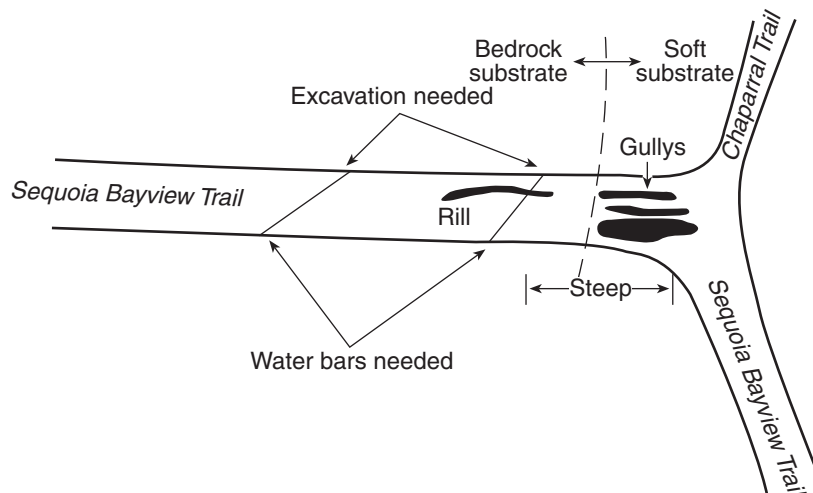 Bedrock
substrate
Soft
substrate
Chaparral Trail
Excavation needed
Gullys
Sequoia Bayview Trail
Rill
Steep
Sequoia Bayview Trail
Water bars needed